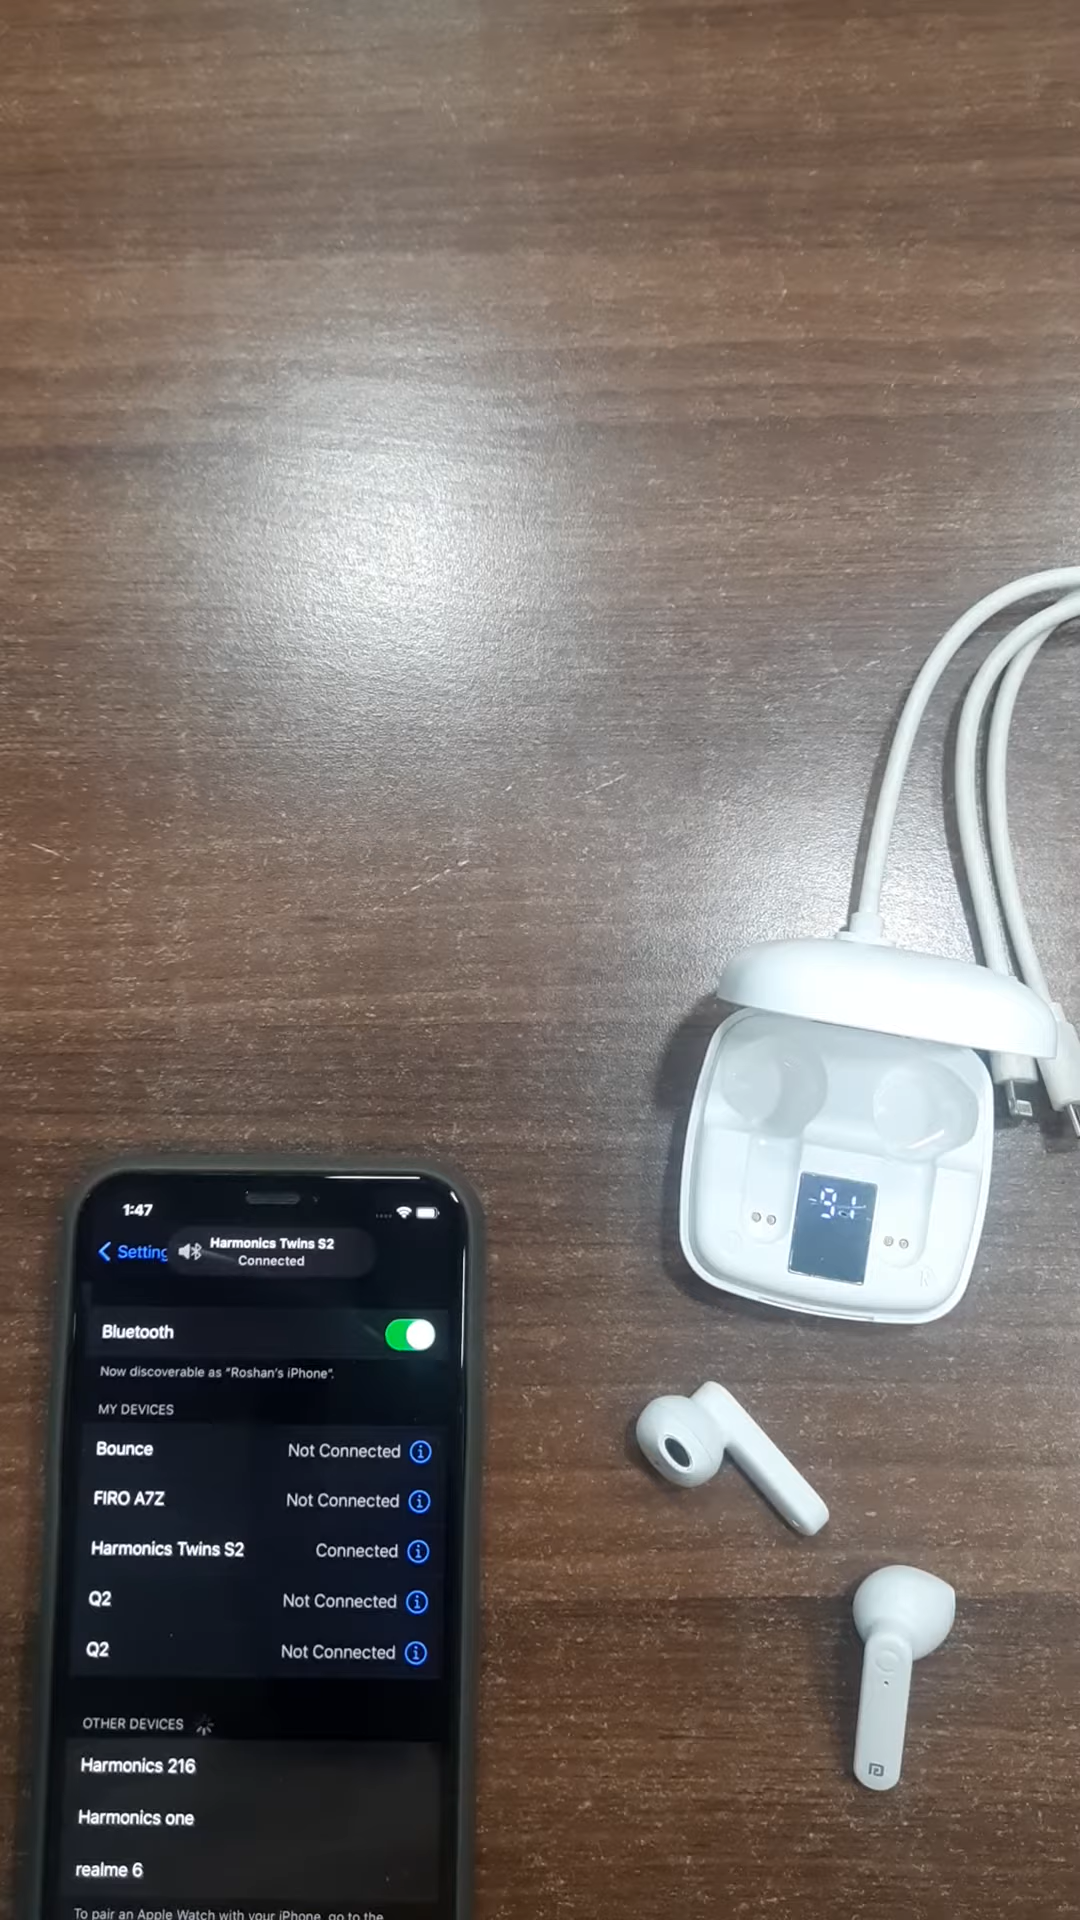 1:47
Setting
Harmonics Twins S2
Connected
Bluetooth
Now discoverable as "Roshan's iPhone".
MY DEVICES
Bounce Not Connected
FIRO A7Z Not Connected
Harmonics Twins S2 Connected
Q2 Not Connected
Q2 Not Connected
OTHER DEVICES
Harmonics 216
Harmonics one
realme 6
To pair an Apple Watch with your iPhone, go to the